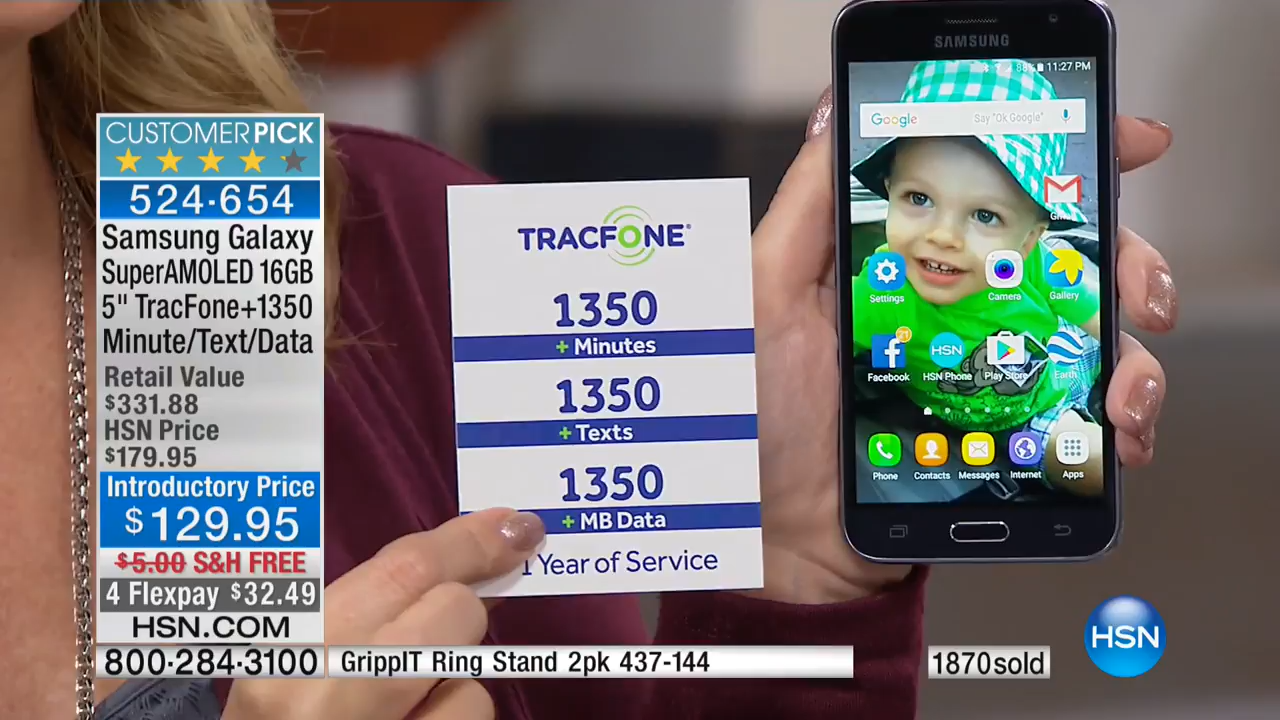 CUSTOMER PICK
524-654
Samsung Galaxy
SuperAMOLED 16GB
5" TracFone+1350
Minute/Text/Data
Retail Value
$331.88
HSN Price
$179.95
Introductory Price
$129.95
$5.00 S&H FREE
4 Flexpay $32.49
HSN.COM
800-284-3100
GrippIT Ring Stand 2pk 437-144
1870sold
HSN
TRACFONE®
1350
+ Minutes
1350
+ Texts
1350
+ MB Data
1 Year of Service
SAMSUNG
88% 11:27 PM
Google Say "Ok Google"
Gmail
Settings Camera Gallery
21
Facebook HSN Phone Play Store Earth
HSN
Phone Contacts Messages Internet Apps